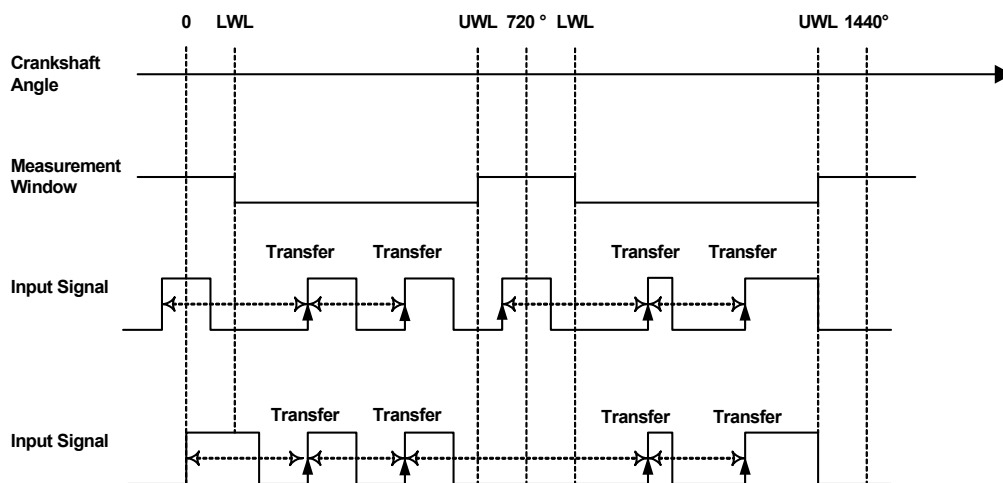 0 LWL UWL 720 ° LWL UWL 1440°
Crankshaft
Angle
Measurement
Window
Transfer Transfer Transfer Transfer
Input Signal
Transfer Transfer Transfer Transfer
Input Signal